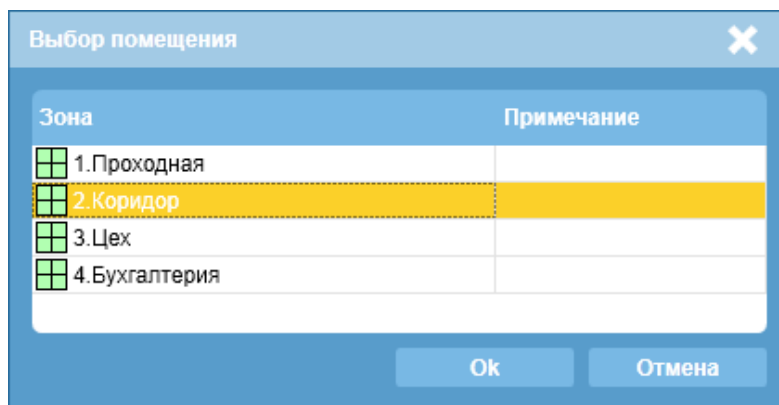 Выбор помещения
Зона Примечание
1.Проходная
2.Коридор
3.Цех
4.Бухгалтерия
Ok Отмена